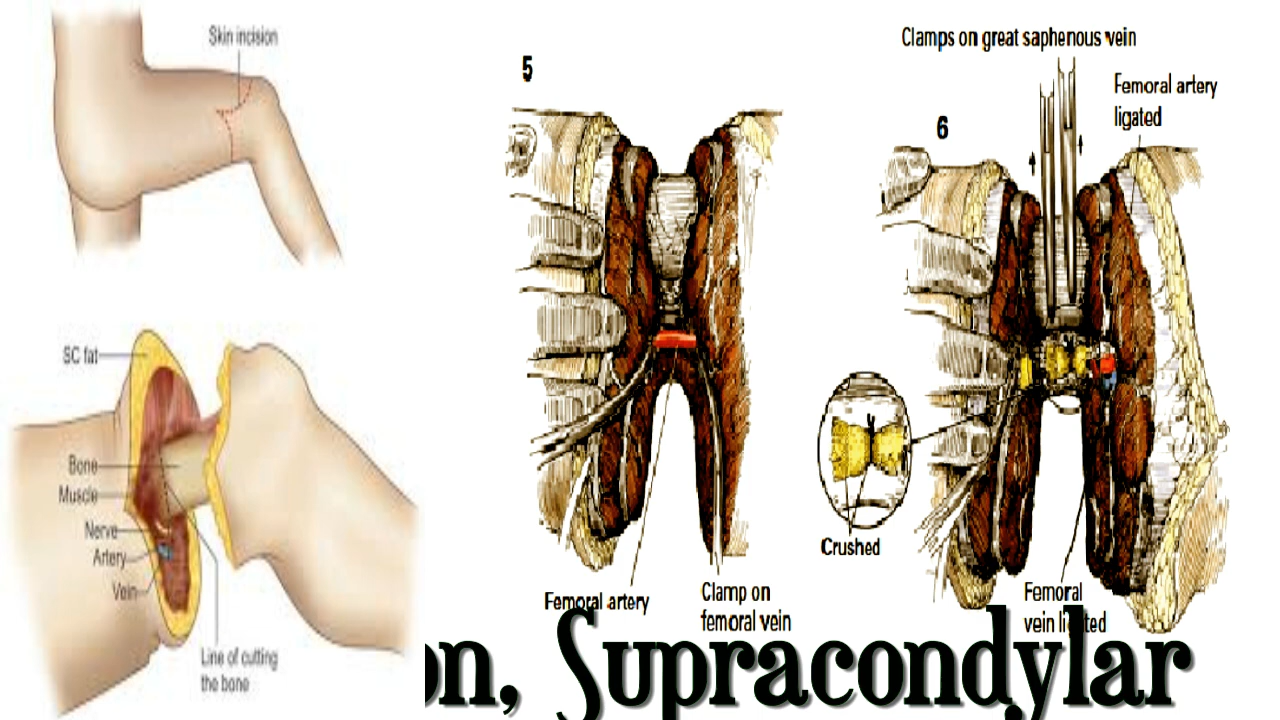 Skin incision
SC fat
Bone
Muscle
Nerve
Artery
Vein
Line of cutting
the bone
5
Femoral artery
Clamp on
femoral vein
Clamps on great saphenous vein
6
Femoral artery
ligated
Crushed
Femoral
vein ligated
on, Supracondylar